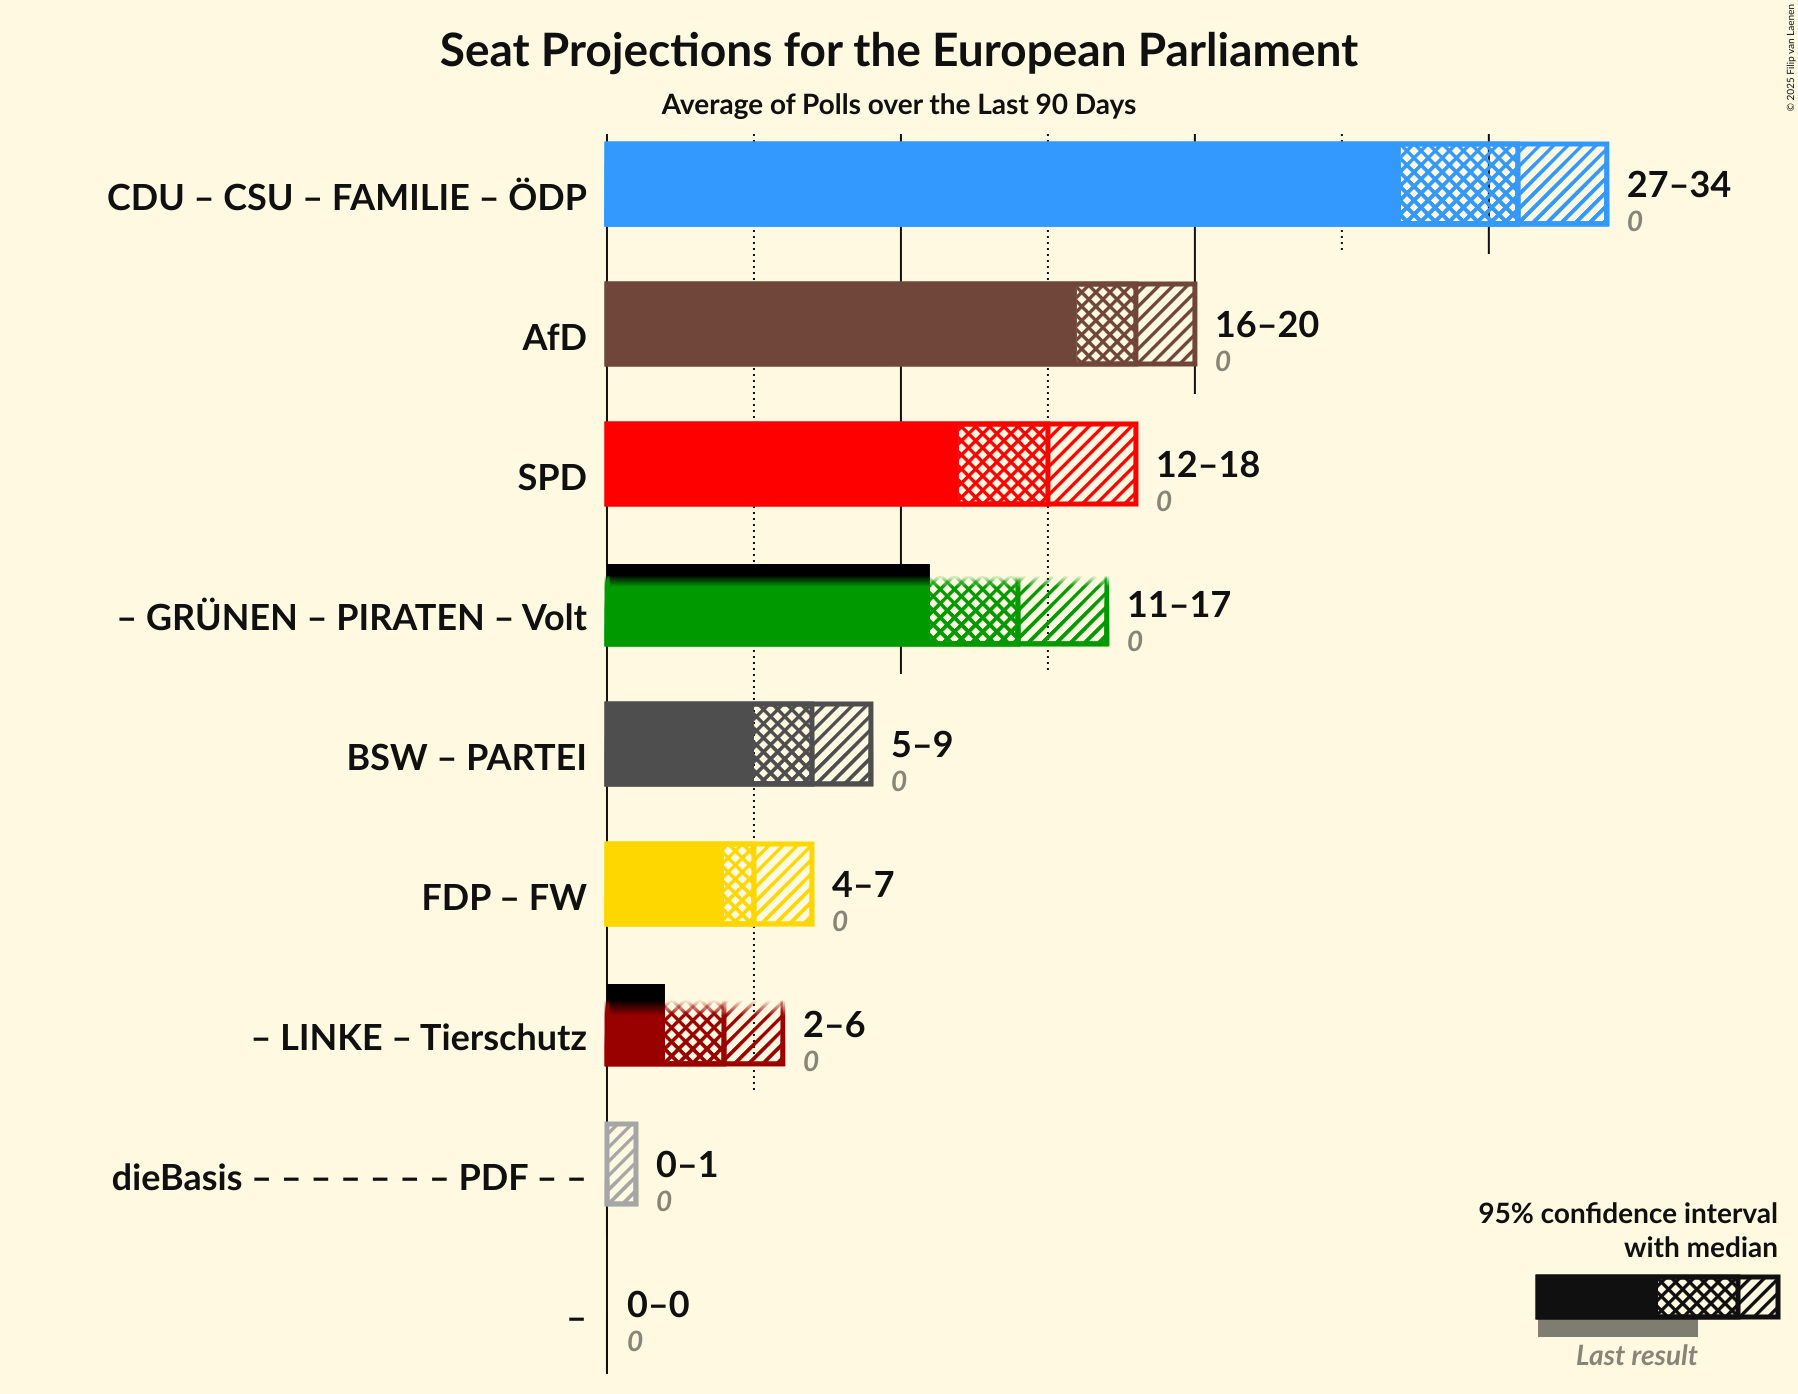 Seat Projections for the European Parliament
Average of Polls over the Last 90 Days
© 2025 Filip van Laenen
CDU – CSU – FAMILIE – ÖDP
27–34
0
AfD
16–20
0
SPD
12–18
0
– GRÜNEN – PIRATEN – Volt
11–17
0
BSW – PARTEI
5–9
0
FDP – FW
4–7
0
– LINKE – Tierschutz
2–6
0
dieBasis – – – – – – – PDF – –
0–1
0
–
0–0
0
95% confidence interval
with median
Last result